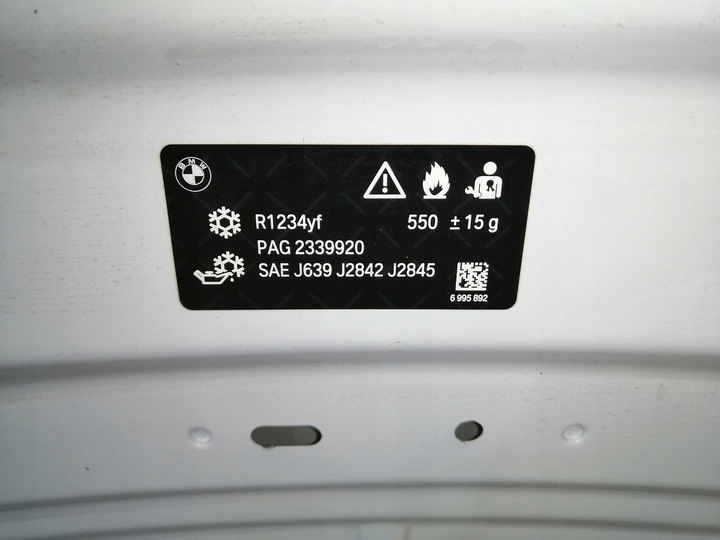 BMW
R1234yf 550 ± 15 g
PAG 2339920
SAE J639 J2842 J2845
6 995 892